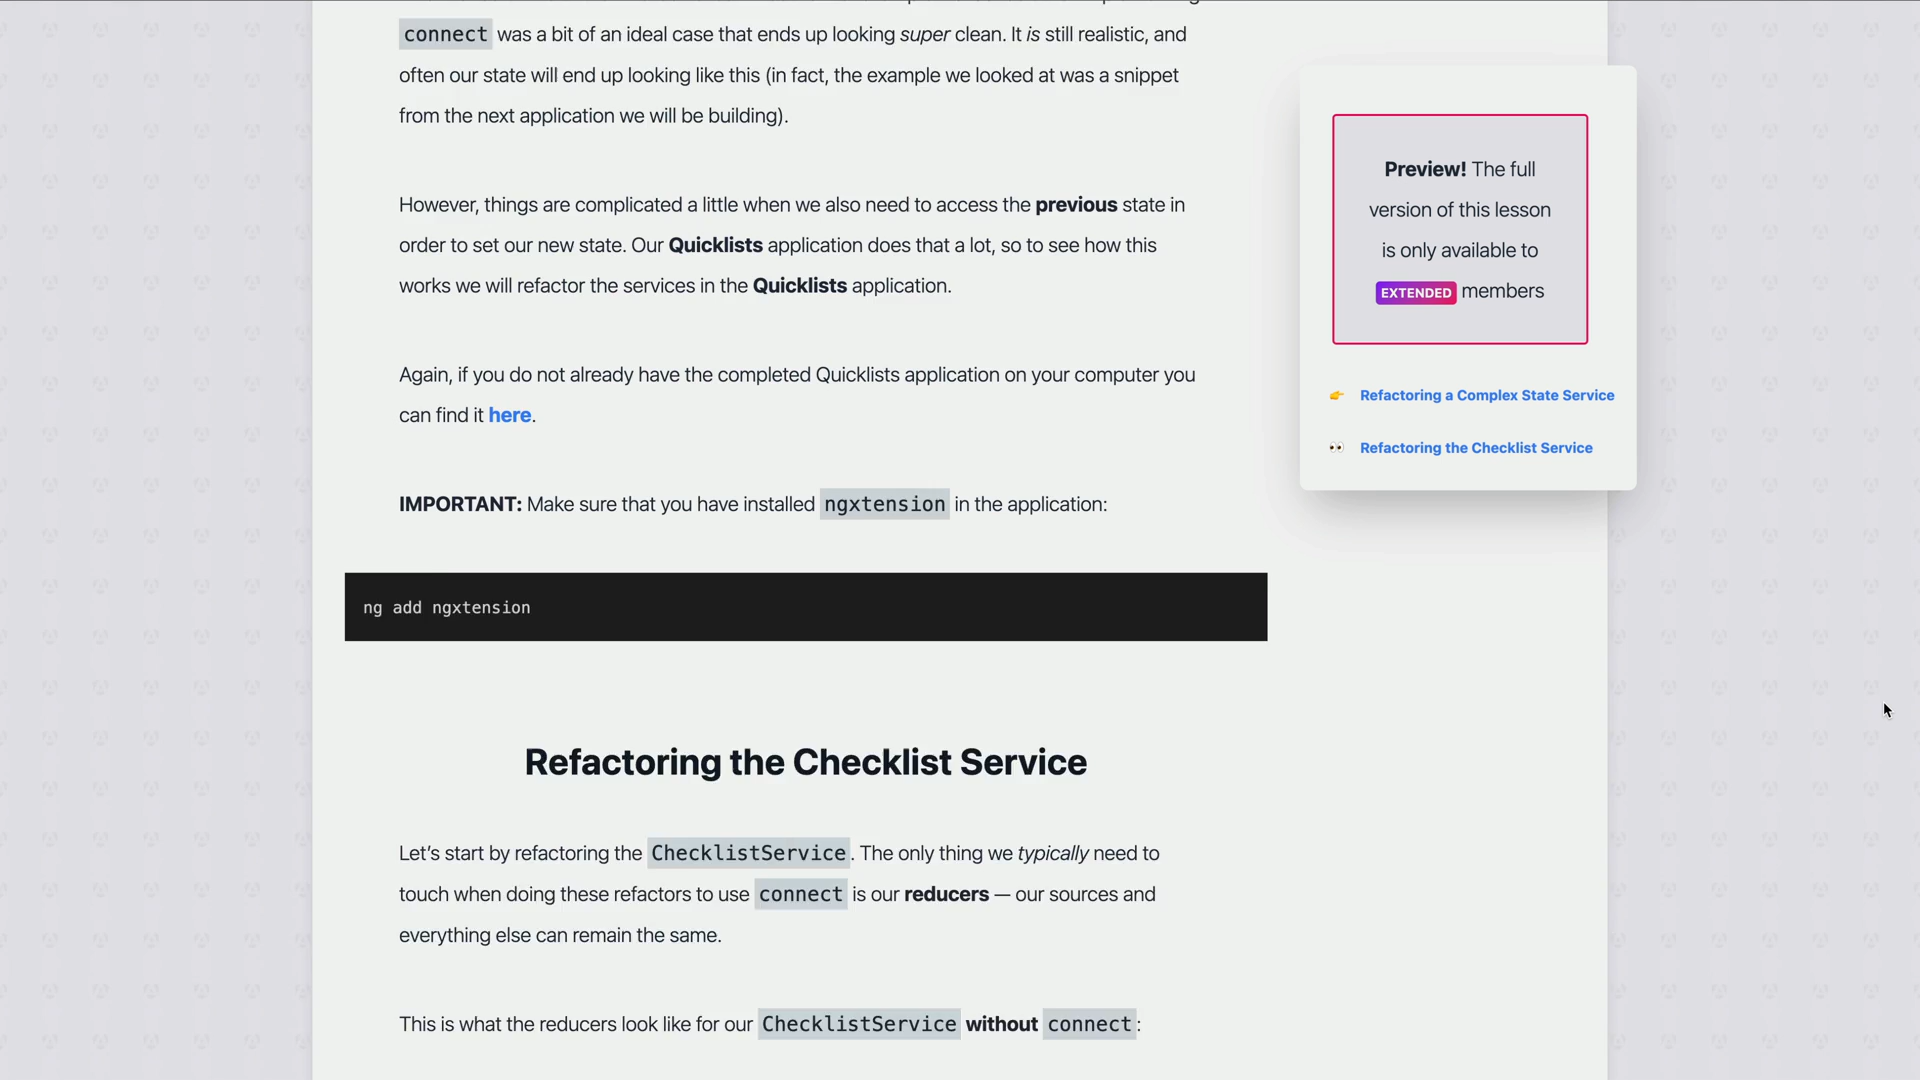 connect was a bit of an ideal case that ends up looking super clean. It is still realistic, and
often our state will end up looking like this (in fact, the example we looked at was a snippet
from the next application we will be building).
However, things are complicated a little when we also need to access the previous state in
order to set our new state. Our Quicklists application does that a lot, so to see how this
works we will refactor the services in the Quicklists application.
Again, if you do not already have the completed Quicklists application on your computer you
can find it here.
IMPORTANT: Make sure that you have installed ngxtension in the application:
ng add ngxtension
Refactoring the Checklist Service
Let’s start by refactoring the ChecklistService. The only thing we typically need to
touch when doing these refactors to use connect is our reducers — our sources and
everything else can remain the same.
This is what the reducers look like for our ChecklistService without connect:
Preview! The full
version of this lesson
is only available to
EXTENDED members
👉 Refactoring a Complex State Service
👀 Refactoring the Checklist Service